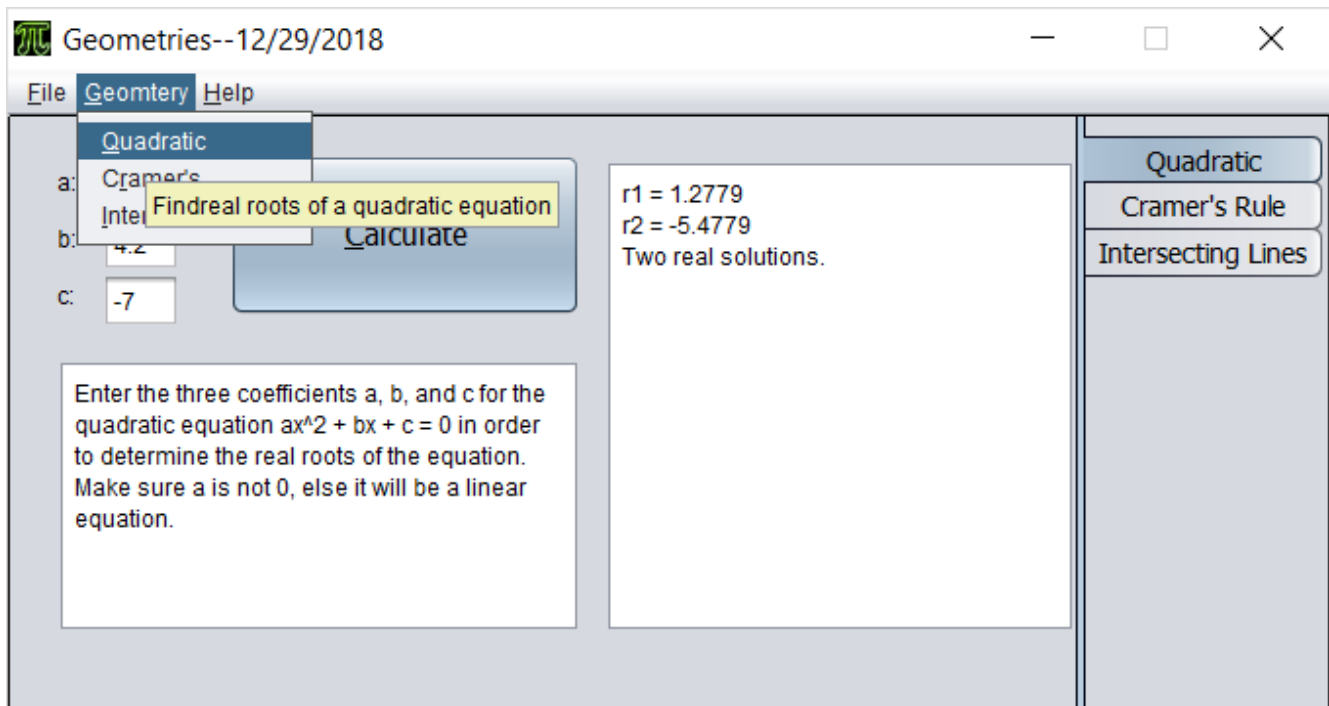 Geometries--12/29/2018
File Geomtery Help
Quadratic
Cramer's
Findreal roots of a quadratic equation
a:
b: 4.2
c: -7
Calculate
r1 = 1.2779
r2 = -5.4779
Two real solutions.
Enter the three coefficients a, b, and c for the
quadratic equation ax^2 + bx + c = 0 in order
to determine the real roots of the equation.
Make sure a is not 0, else it will be a linear
equation.
Quadratic
Cramer's Rule
Intersecting Lines